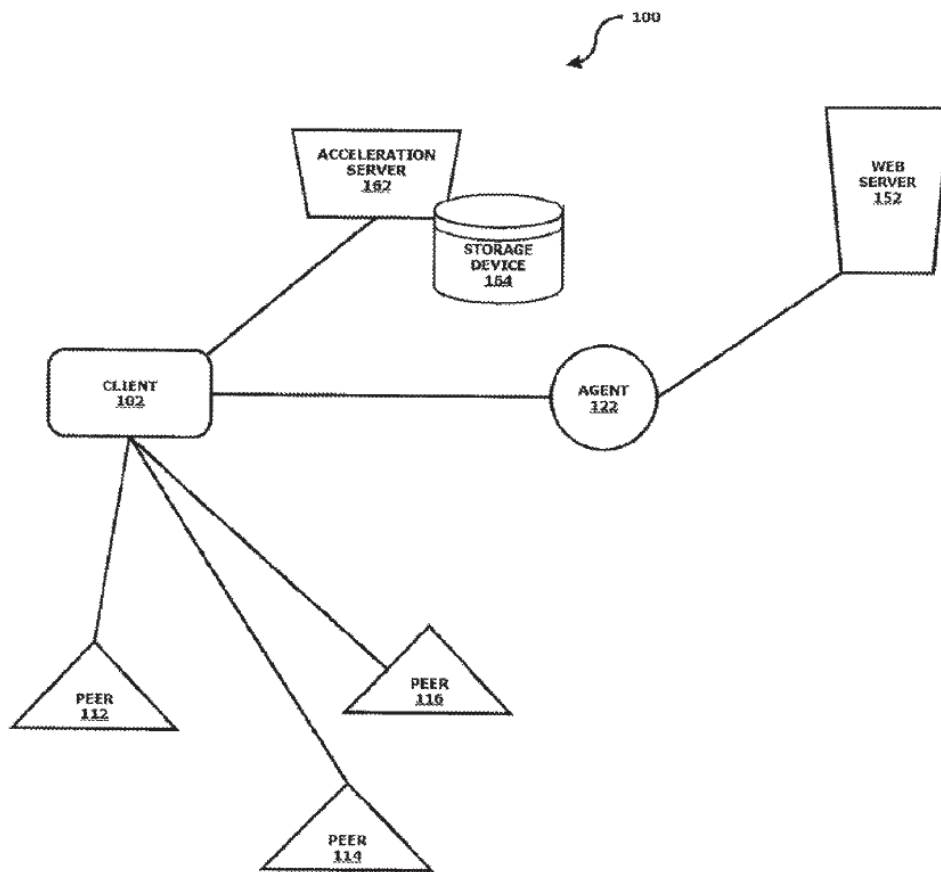 100
ACCELERATION
SERVER
162
WEB
SERVER
152
STORAGE
DEVICE
164
CLIENT
102
AGENT
122
PEER
112
PEER
116
PEER
114